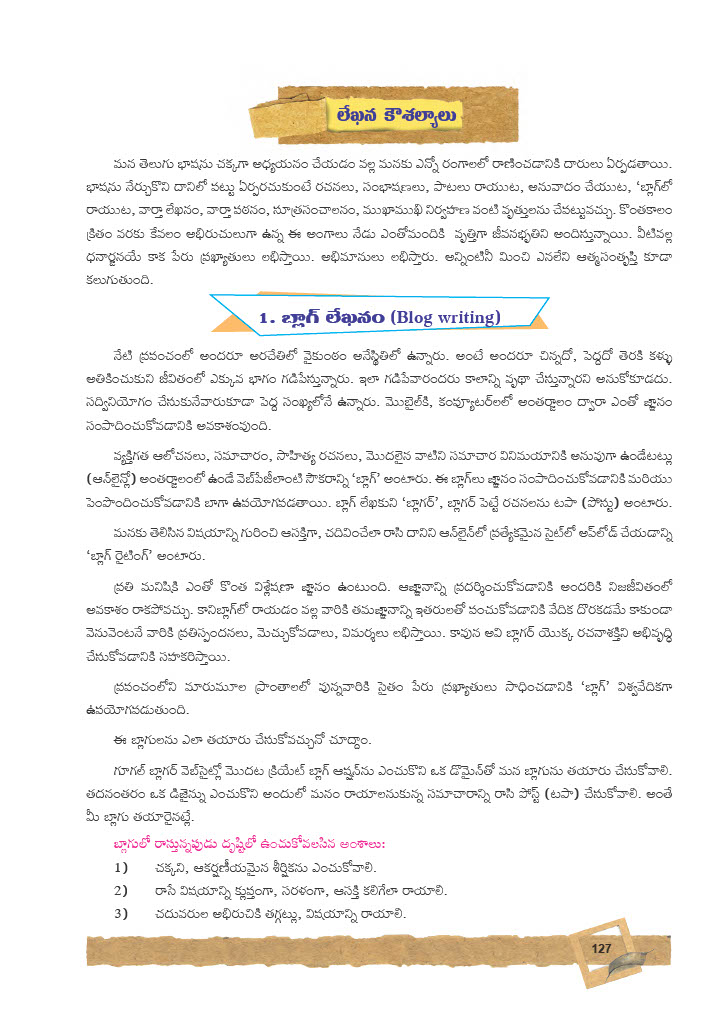 లేఖన కౌశల్యాలు
మన తెలుగు భాషను చక్కగా అధ్యయనం చేయడం వల్ల మనకు ఎన్నో రంగాలలో రాణించడానికి దారులు ఏర్పడతాయి.
భాషను నేర్చుకొని దానిలో పట్టు ఏర్పరచుకుంటే రచనలు, సంభాషణలు, పాటలు రాయుట, అనువాదం చేయుట, ‘బ్లాగ్‌లో
రాయుట, వార్తా లేఖనం, వార్తా పఠనం, సూత్రసంచాలనం, ముఖాముఖి నిర్వహణ వంటి వృత్తులను చేపట్టవచ్చు. కొంతకాలం
క్రితం వరకు కేవలం అభిరుచులుగా ఉన్న ఈ అంగాలు నేడు ఎంతోమందికి వృత్తిగా జీవనభృతిని అందిస్తున్నాయి. వీటివల్ల
ధనార్జనయే కాక పేరు ప్రఖ్యాతులు లభిస్తాయి. అభిమానులు లభిస్తారు. అన్నింటినీ మించి ఎనలేని ఆత్మసంతృప్తి కూడా
కలుగుతుంది.
1. బ్లాగ్ లేఖనం (Blog writing)
నేటి ప్రపంచంలో అందరూ అరచేతిలో వైకుంఠం అనేస్థితిలో ఉన్నారు. అంటే అందరూ చిన్నదో, పెద్దదో తెరకి కళ్ళు
అతికించుకుని జీవితంలో ఎక్కువ భాగం గడిపేస్తున్నారు. ఇలా గడిపేవారందరు కాలాన్ని వృథా చేస్తున్నారని అనుకోకూడదు.
సద్వినియోగం చేసుకునేవారుకూడా పెద్ద సంఖ్యలోనే ఉన్నారు. మొబైల్‌కి, కంప్యూటర్‌లలో అంతర్జాలం ద్వారా ఎంతో జ్ఞానం
సంపాదించుకోవడానికి అవకాశంవుంది.
వ్యక్తిగత ఆలోచనలు, సమాచారం, సాహిత్య రచనలు, మొదలైన వాటిని సమాచార వినిమయానికి అనువుగా ఉండేటట్లు
(ఆన్‌లైన్లో) అంతర్జాలంలో ఉండే వెబ్‌పేజీలాంటి సౌకరాన్ని ‘బ్లాగ్’ అంటారు. ఈ బ్లాగ్‌లు జ్ఞానం సంపాదించుకోవడానికి మరియు
పెంపొందించుకోవడానికి బాగా ఉపయోగపడతాయి. బ్లాగ్ లేఖకుని ‘బ్లాగర్’, బ్లాగర్ పెట్టే రచనలను టపా (పోస్టు) అంటారు.
మనకు తెలిసిన విషయాన్ని గురించి ఆసక్తిగా, చదివించేలా రాసి దానిని ఆన్‌లైన్‌లో ప్రత్యేకమైన సైట్‌లో అప్‌లోడ్ చేయడాన్ని
‘బ్లాగ్ రైటింగ్’ అంటారు.
ప్రతి మనిషికి ఎంతో కొంత విశ్లేషణా జ్ఞానం ఉంటుంది. ఆజ్ఞానాన్ని ప్రదర్శించుకోవడానికి అందరికి నిజజీవితంలో
అవకాశం రాకపోవచ్చు. కానిబ్లాగ్‌లో రాయడం వల్ల వారికి తమజ్ఞానాన్ని ఇతరులతో పంచుకోవడానికి వేదిక దొరకడమే కాకుండా
వెనువెంటనే వారికి ప్రతిస్పందనలు, మెచ్చుకోవడాలు, విమర్శలు లభిస్తాయి. కావున అవి బ్లాగర్ యొక్క రచనాశక్తిని అభివృద్ధి
చేసుకోవడానికి సహకరిస్తాయి.
ప్రపంచంలోని మారుమూల ప్రాంతాలలో వున్నవారికి సైతం పేరు ప్రఖ్యాతులు సాధించడానికి ‘బ్లాగ్’ విశ్వవేదికగా
ఉపయోగపడుతుంది.
ఈ బ్లాగులను ఎలా తయారు చేసుకోవచ్చునో చూద్దాం.
గూగల్ బ్లాగర్ వెబ్‌సైట్లో మొదట క్రియేట్ బ్లాగ్ ఆప్షన్‌ను ఎంచుకొని ఒక డొమైన్‌తో మన బ్లాగును తయారు చేసుకోవాలి.
తదనంతరం ఒక డిజైన్ను ఎంచుకొని అందులో మనం రాయాలనుకున్న సమాచారాన్ని రాసి పోస్ట్ (టపా) చేసుకోవాలి. అంతే
మీ బ్లాగు తయారైనట్లే.
బ్లాగులో రాస్తున్నపుడు దృష్టిలో ఉంచుకోవలసిన అంశాలు:
1) చక్కని, ఆకర్షణీయమైన శీర్షికను ఎంచుకోవాలి.
2) రాసే విషయాన్ని క్లుప్తంగా, సరళంగా, ఆసక్తి కలిగేలా రాయాలి.
3) చదువరుల అభిరుచికి తగ్గట్లు, విషయాన్ని రాయాలి.
127